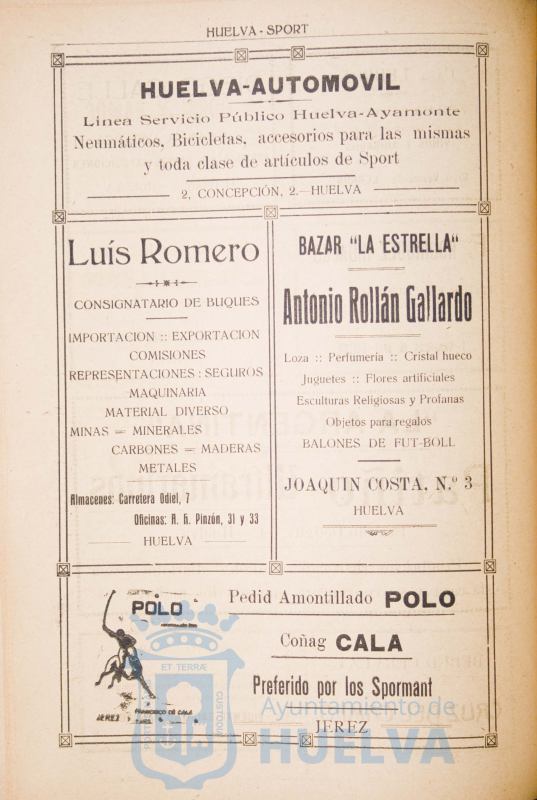 HUELVA - SPORT
HUELVA-AUTOMOVIL
Linea Servicio Público Huelva-Ayamonte
Neumáticos, Bicicletas, accesorios para las mismas
y toda clase de artículos de Sport
2, CONCEPCIÓN, 2.—HUELVA
Luís Romero
CONSIGNATARIO DE BUQUES
IMPORTACION :: EXPORTACION
COMISIONES
REPRESENTACIONES : SEGUROS
MAQUINARIA
MATERIAL DIVERSO
MINAS = MINERALES
CARBONES = MADERAS
METALES
Almacenes: Carretera Odiel, 7
Oficinas: A. h. Pinzón, 31 y 33
HUELVA
BAZAR "LA ESTRELLA"
Antonio Rollán Gallardo
Loza :: Perfumería :: Cristal hueco
Juguetes :: Flores artificiales
Esculturas Religiosas y Profanas
Objetos para regalos
BALONES DE FUT-BOLL
JOAQUIN COSTA, N.º 3
HUELVA
POLO
FRANCISCO DE CALA
JEREZ
Pedid Amontillado POLO
Coñag CALA
Preferido por los Spormant
JEREZ
ET TERRÆ
CUSTODIA
Ayuntamiento de
HUELVA